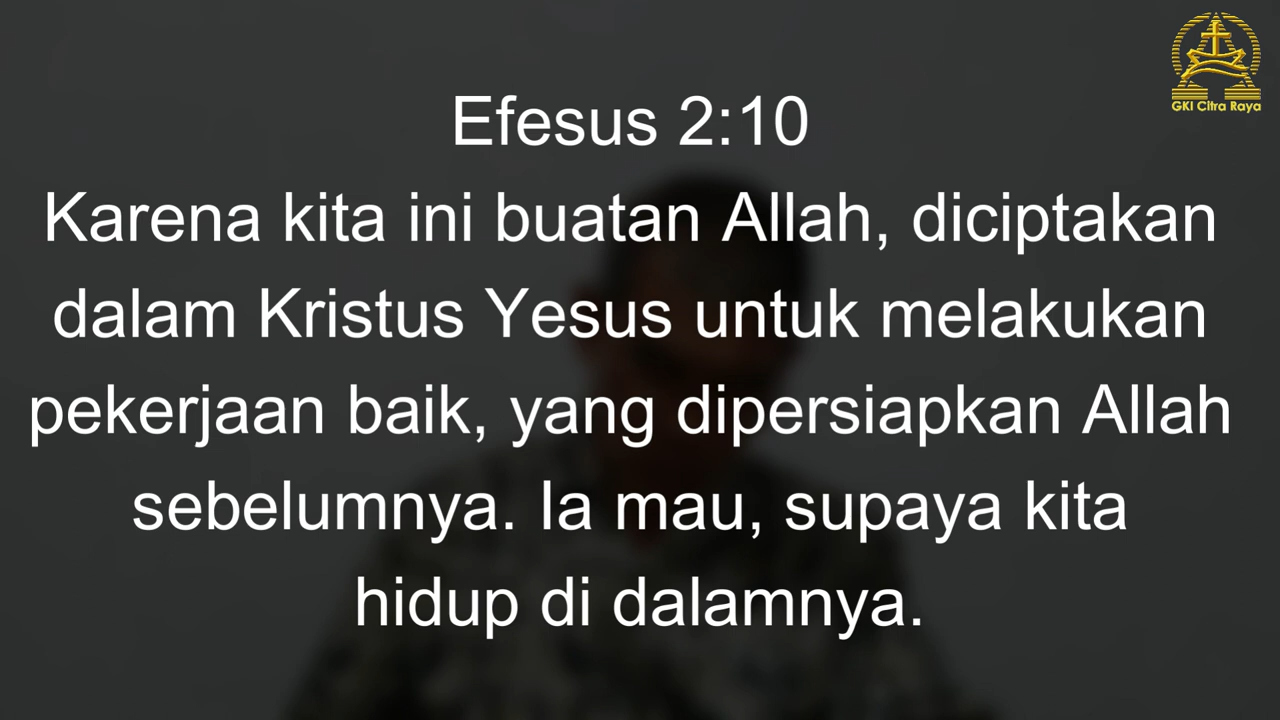 GKI Citra Raya
Efesus 2:10
Karena kita ini buatan Allah, diciptakan
dalam Kristus Yesus untuk melakukan
pekerjaan baik, yang dipersiapkan Allah
sebelumnya. Ia mau, supaya kita
hidup di dalamnya.